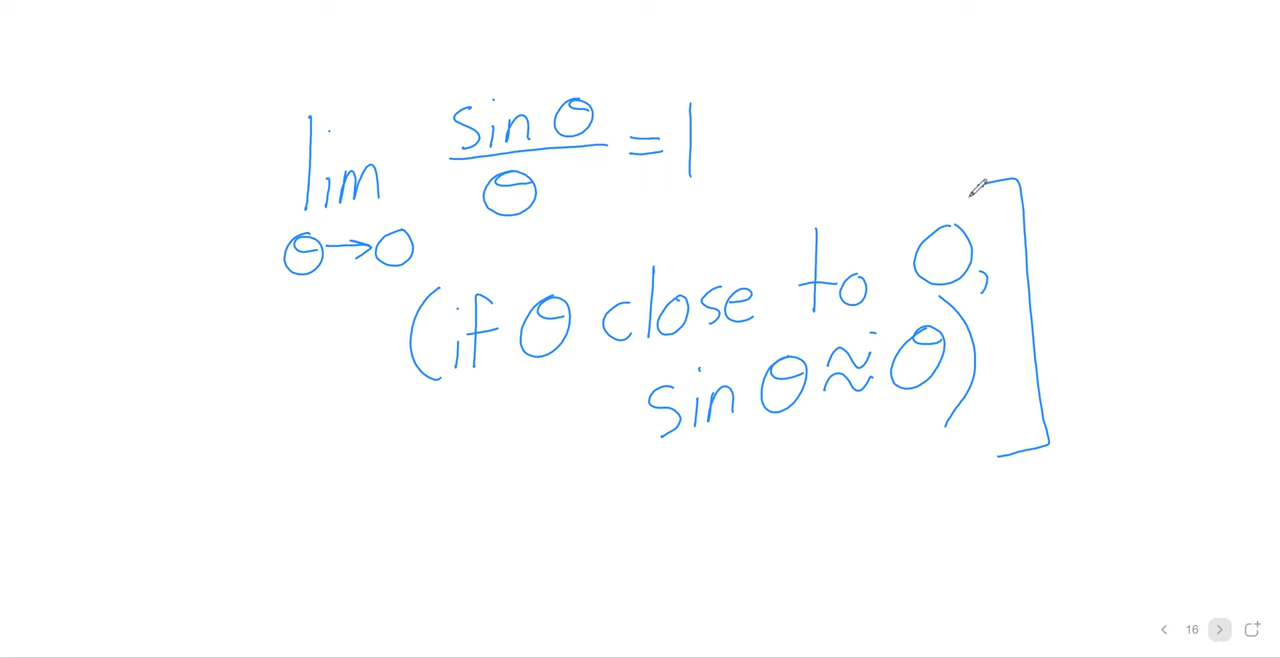 lim sin θ / θ = 1
θ→0
(if θ close to 0,
sin θ ≈ θ)
16